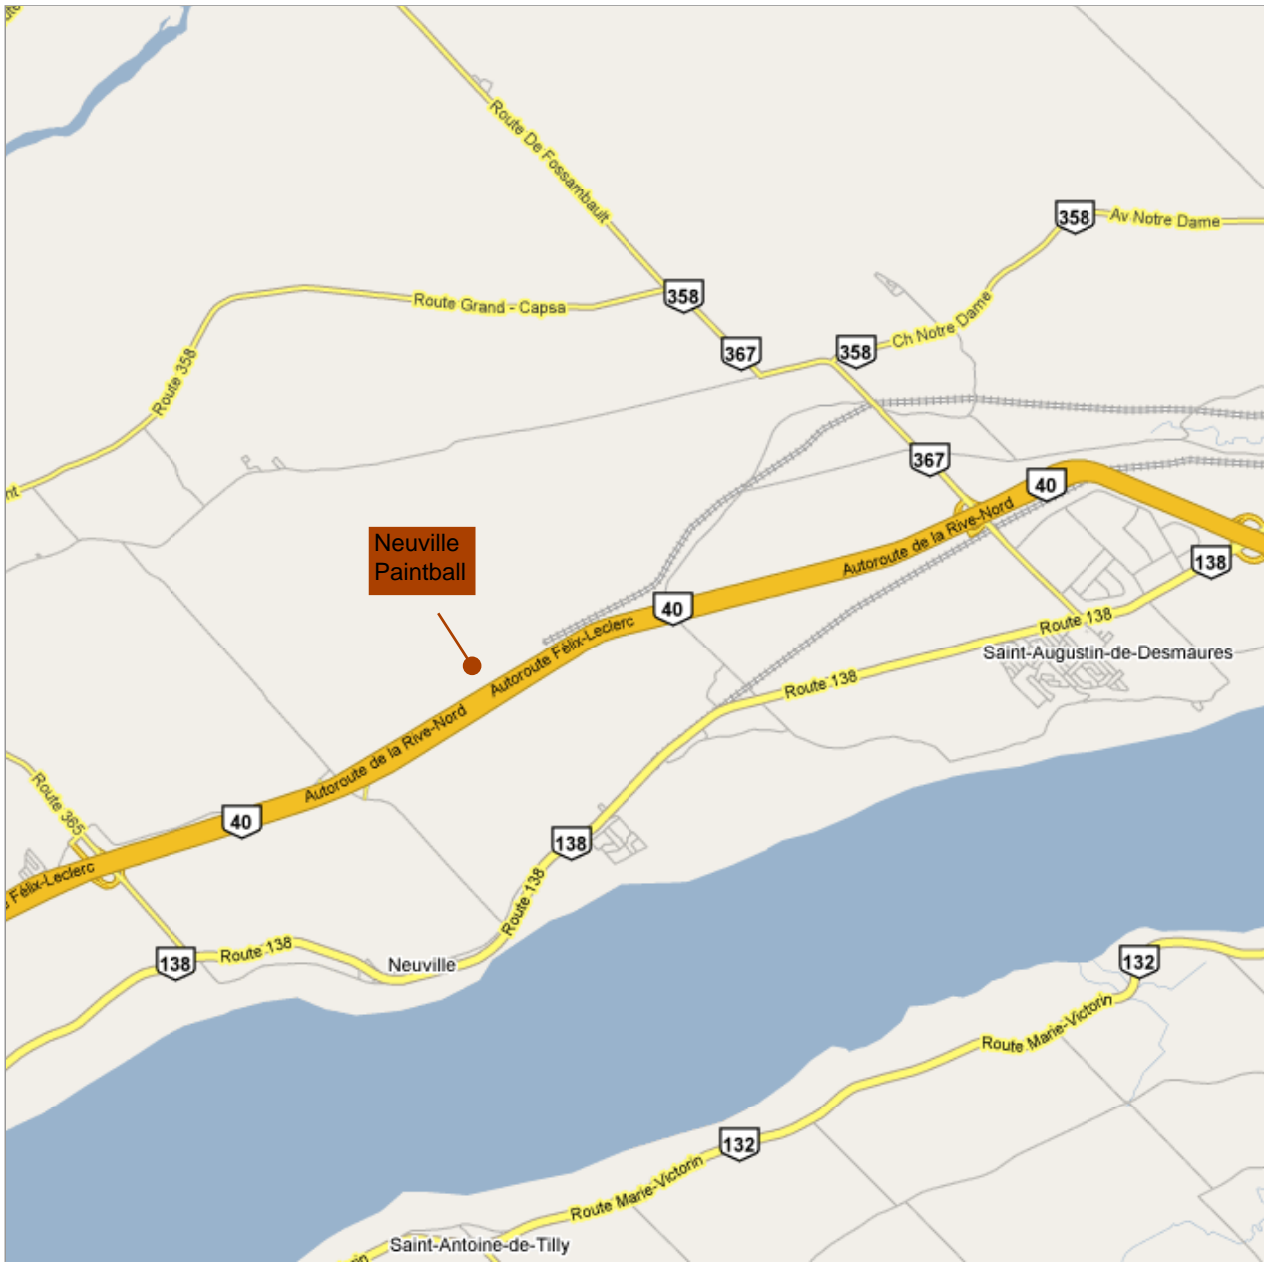 Route De Fossambault
358
Av Notre Dame
Route Grand - Capsa
358
367
358
Ch Notre Dame
Route 358
367
40
Neuville
Paintball
Autoroute de la Rive-Nord
138
40
Route 138
Autoroute Félix-Leclerc
Saint-Augustin-de-Desmaures
Route 138
Autoroute de la Rive-Nord
Route 365
40
138
Félix-Leclerc
Route 138
138
Route 138
Neuville
132
Route Marie-Victorin
132
Route Marie-Victorin
Saint-Antoine-de-Tilly